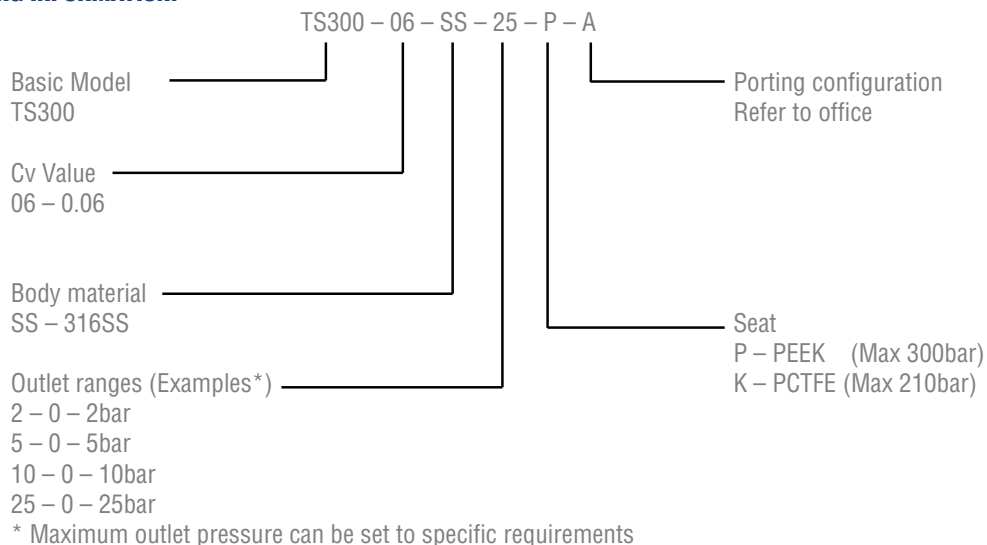 TS300 – 06 – SS – 25 – P – A
Basic Model
TS300
Porting configuration
Refer to office
Cv Value
06 – 0.06
Body material
SS – 316SS
Seat
P – PEEK (Max 300bar)
K – PCTFE (Max 210bar)
Outlet ranges (Examples*)
2 – 0 – 2bar
5 – 0 – 5bar
10 – 0 – 10bar
25 – 0 – 25bar
* Maximum outlet pressure can be set to specific requirements